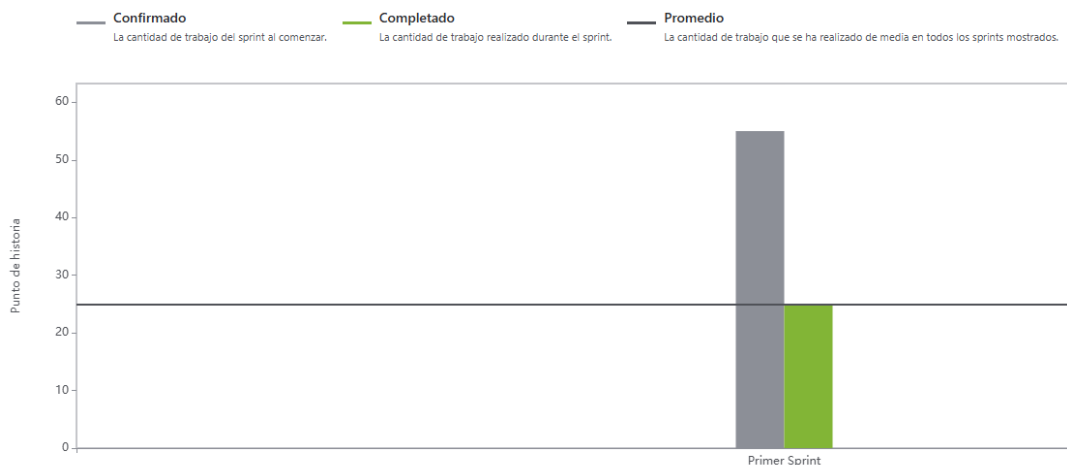 Confirmado
La cantidad de trabajo del sprint al comenzar.
Completado
La cantidad de trabajo realizado durante el sprint.
Promedio
La cantidad de trabajo que se ha realizado de media en todos los sprints mostrados.
Punto de historia
60
50
40
30
20
10
0
Primer Sprint